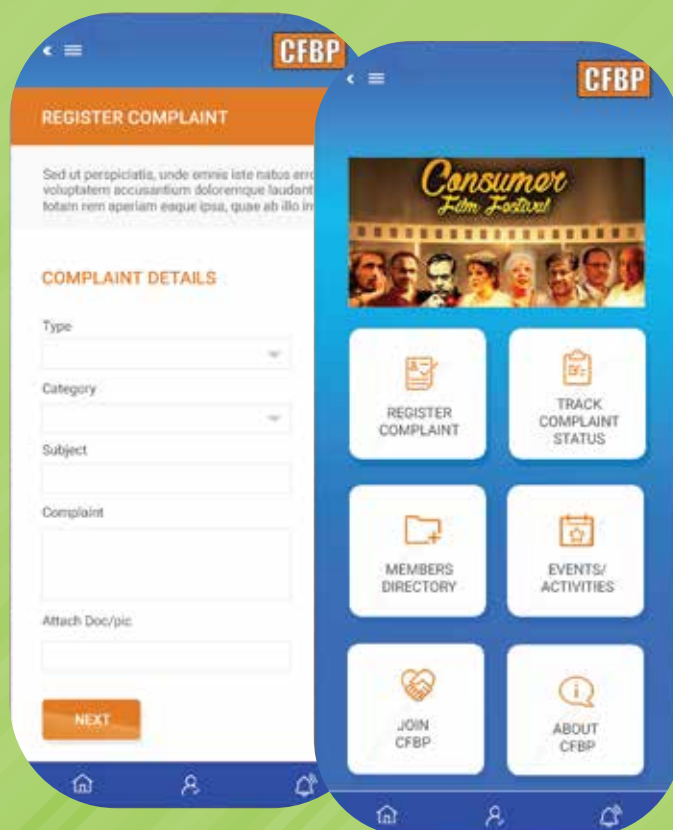 CFBP
REGISTER COMPLAINT
Sed ut perspiciatis, unde omnis iste natus erro
voluptatem accusantium doloremque laudant
totam rem aperiam eaque ipsa, quae ab illo in
COMPLAINT DETAILS
Type
Category
Subject
Complaint
Attach Doc/pic
NEXT
CFBP
Consumer
Film Festival
REGISTER
COMPLAINT
TRACK
COMPLAINT
STATUS
MEMBERS
DIRECTORY
EVENTS/
ACTIVITIES
JOIN
CFBP
ABOUT
CFBP